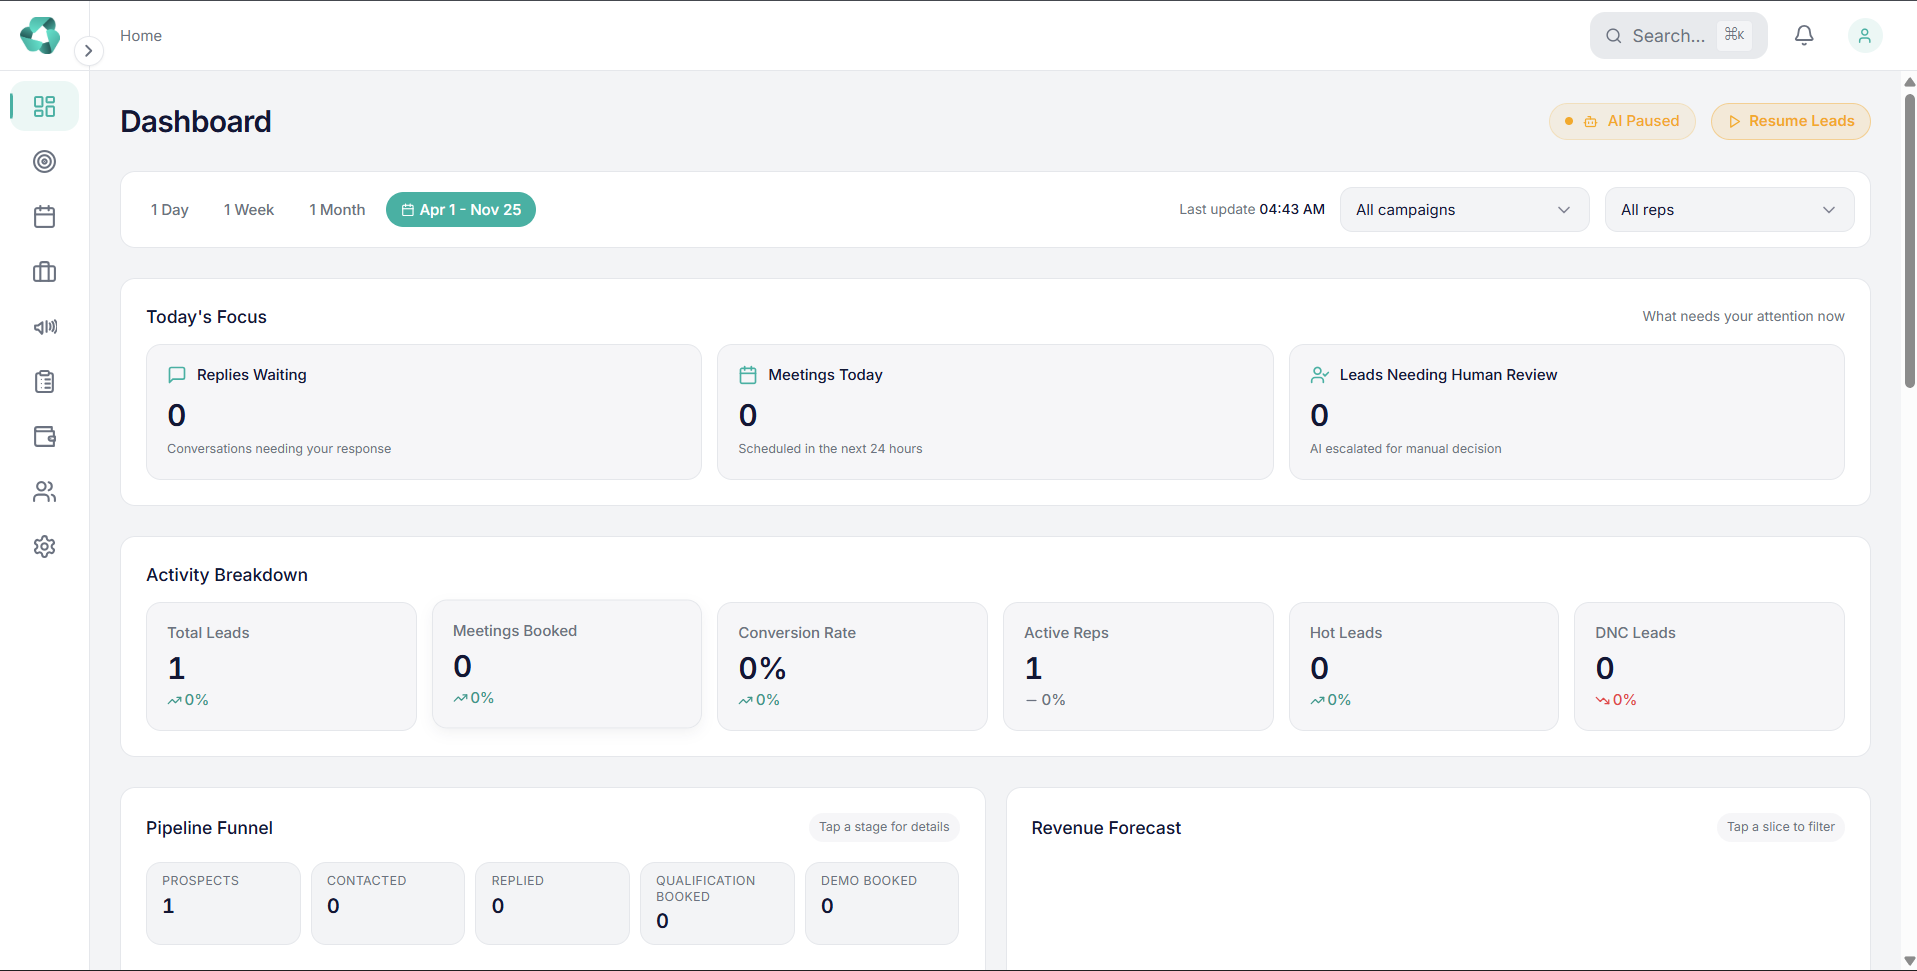 Home
Search... ⌘K
Dashboard
AI Paused
Resume Leads
1 Day
1 Week
1 Month
Apr 1 - Nov 25
Last update 04:43 AM
All campaigns
All reps
Today's Focus
What needs your attention now
Replies Waiting
0
Conversations needing your response
Meetings Today
0
Scheduled in the next 24 hours
Leads Needing Human Review
0
AI escalated for manual decision
Activity Breakdown
Total Leads
1
0%
Meetings Booked
0
0%
Conversion Rate
0%
0%
Active Reps
1
0%
Hot Leads
0
0%
DNC Leads
0
0%
Pipeline Funnel
Tap a stage for details
PROSPECTS
1
CONTACTED
0
REPLIED
0
QUALIFICATION
BOOKED
0
DEMO BOOKED
0
Revenue Forecast
Tap a slice to filter